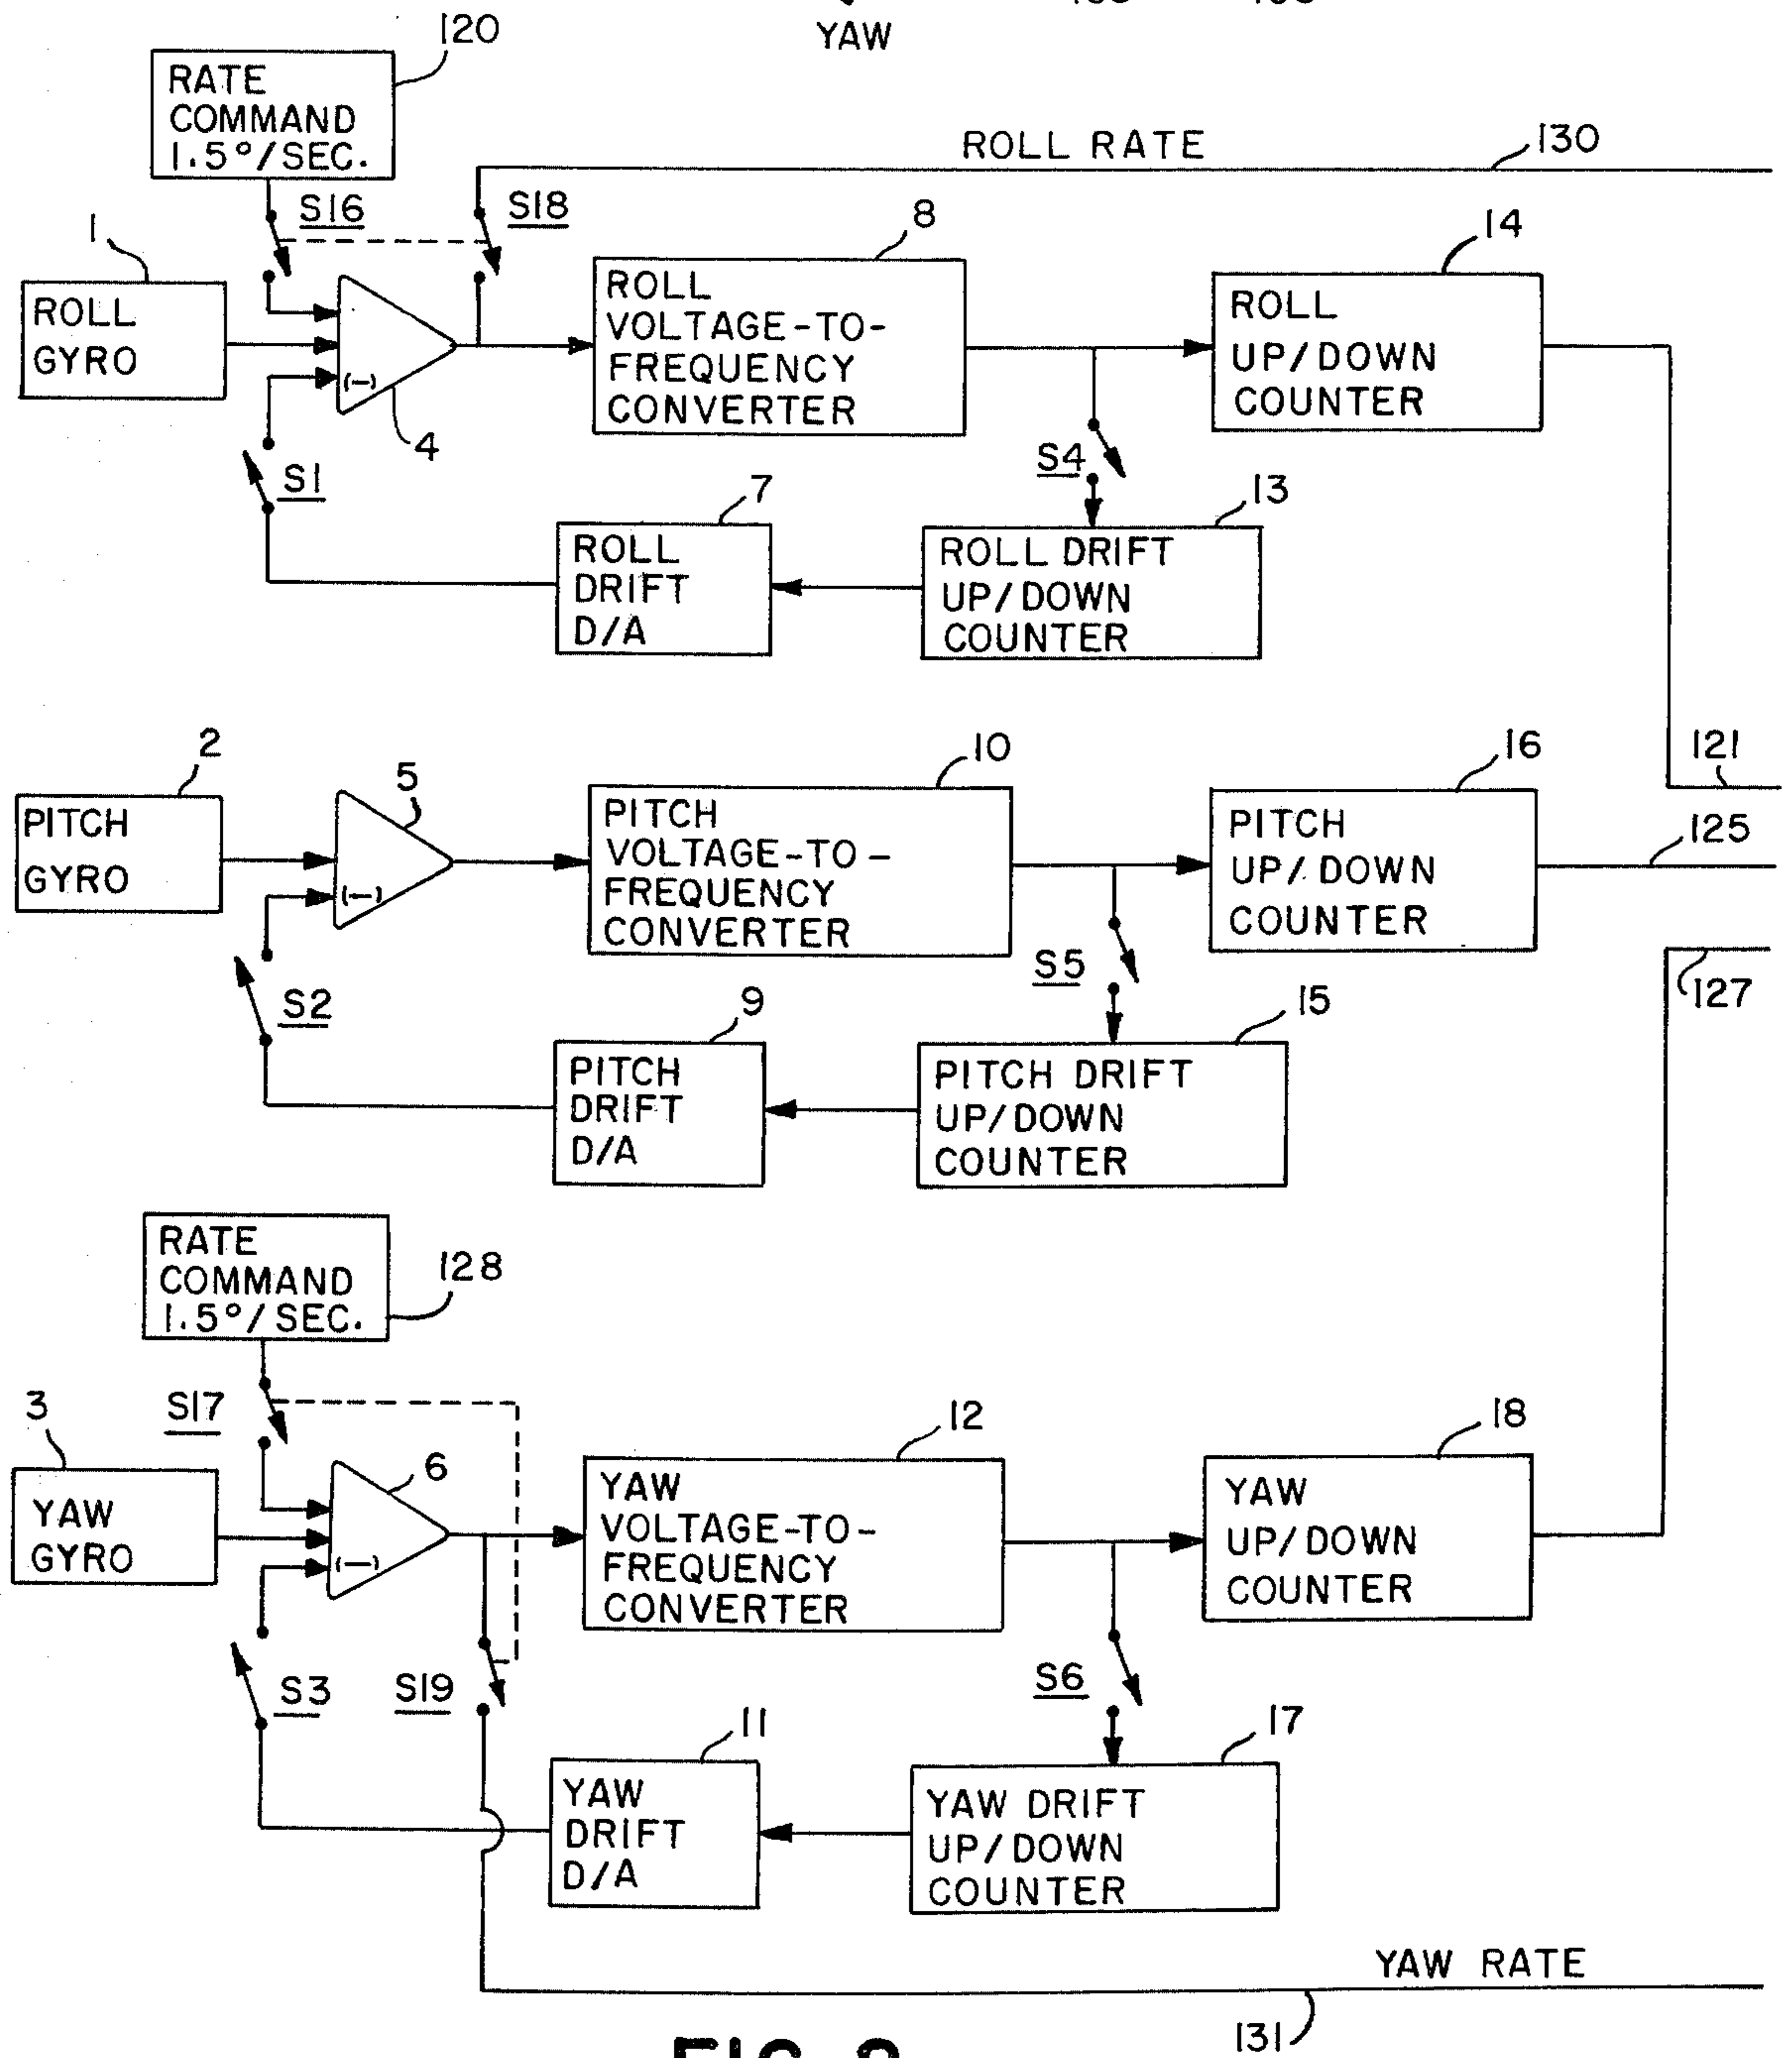 YAW
120
RATE
COMMAND
1.5°/SEC.
ROLL RATE
130
S16
S18
1
8
14
ROLL
GYRO
(-)
4
ROLL
VOLTAGE-TO-
FREQUENCY
CONVERTER
ROLL
UP/DOWN
COUNTER
S1
S4
7
13
ROLL
DRIFT
D/A
ROLL DRIFT
UP/DOWN
COUNTER
2
5
10
16
121
PITCH
GYRO
(-)
PITCH
VOLTAGE-TO-
FREQUENCY
CONVERTER
PITCH
UP/DOWN
COUNTER
125
127
S2
S5
9
15
PITCH
DRIFT
D/A
PITCH DRIFT
UP/DOWN
COUNTER
RATE
COMMAND
1.5°/SEC.
128
3
S17
6
12
18
YAW
GYRO
(-)
YAW
VOLTAGE-TO-
FREQUENCY
CONVERTER
YAW
UP/DOWN
COUNTER
S3
S19
S6
11
17
YAW
DRIFT
D/A
YAW DRIFT
UP/DOWN
COUNTER
YAW RATE
131